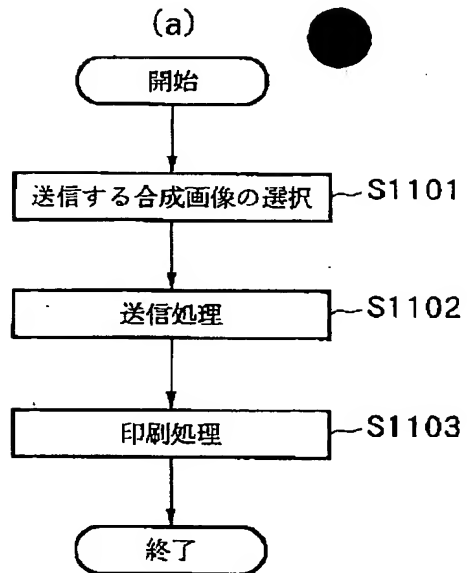 (a)
開始
送信する合成画像の選択 S1101
送信処理 S1102
印刷処理 S1103
終了